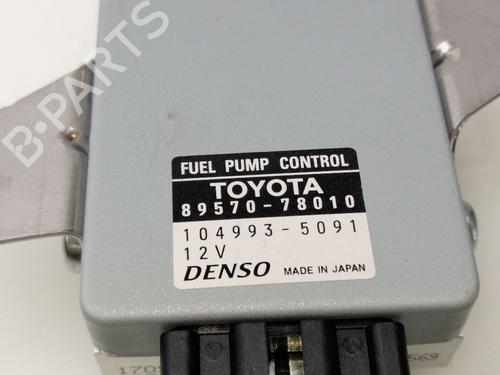 B-PARTS
FUEL PUMP CONTROL
TOYOTA
89570-78010
104993-5091
12V
DENSO MADE IN JAPAN